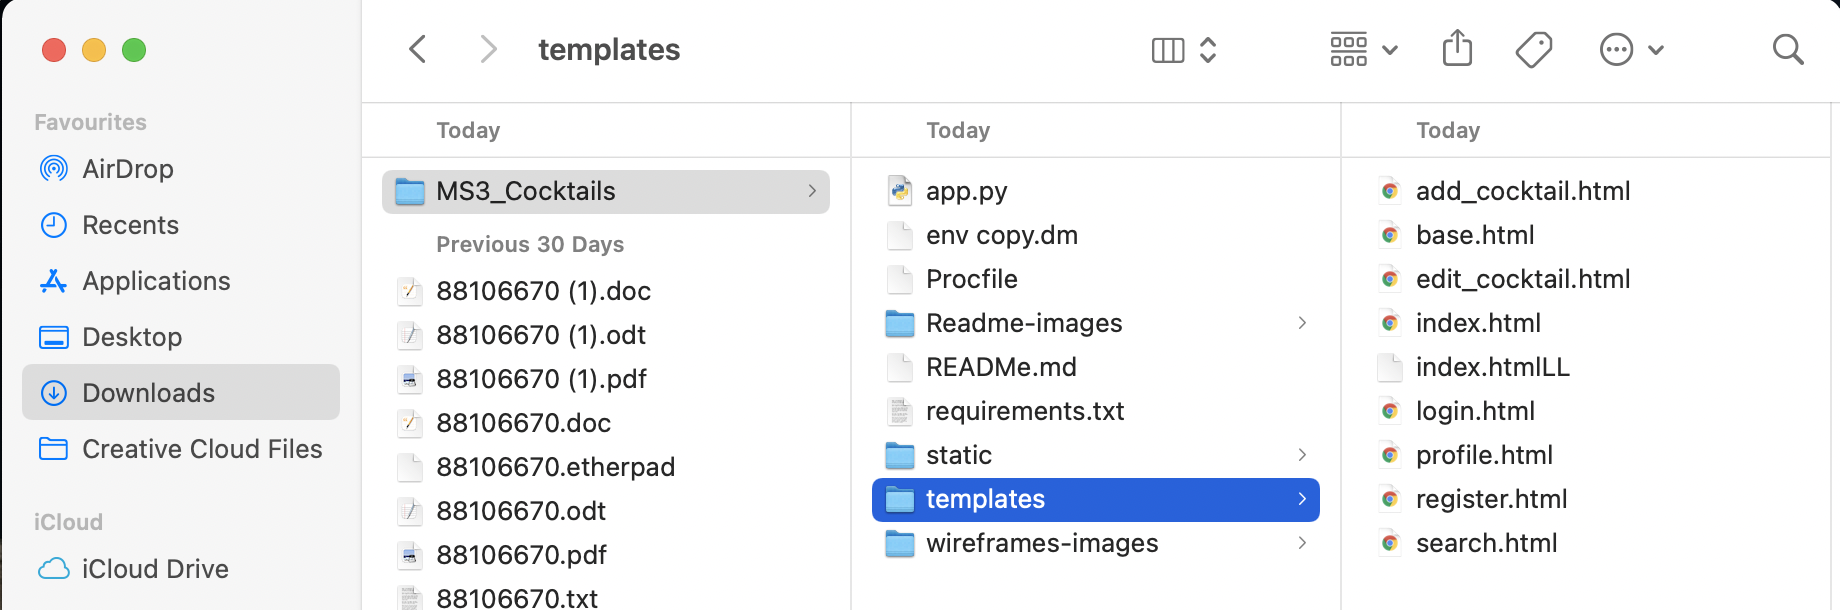 templates
Favourites
AirDrop
Recents
Applications
Desktop
Downloads
Creative Cloud Files
iCloud
iCloud Drive
Today
MS3_Cocktails
Previous 30 Days
88106670 (1).doc
88106670 (1).odt
88106670 (1).pdf
88106670.doc
88106670.etherpad
88106670.odt
88106670.pdf
88106670.txt
Today
app.py
env copy.dm
Procfile
Readme-images
READMe.md
requirements.txt
static
templates
wireframes-images
Today
add_cocktail.html
base.html
edit_cocktail.html
index.html
index.htmlLL
login.html
profile.html
register.html
search.html